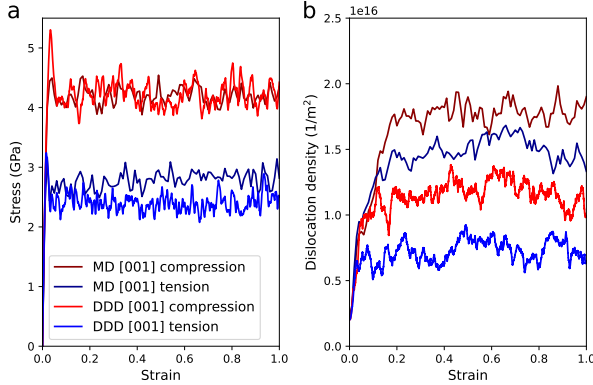 a
Stress (GPa)
5
4
3
2
1
0
0.0 0.2 0.4 0.6 0.8 1.0
Strain
MD [001] compression
MD [001] tension
DDD [001] compression
DDD [001] tension
b
1e16
Dislocation density (1/m²)
2.5
2.0
1.5
1.0
0.5
0.0
0.0 0.2 0.4 0.6 0.8 1.0
Strain